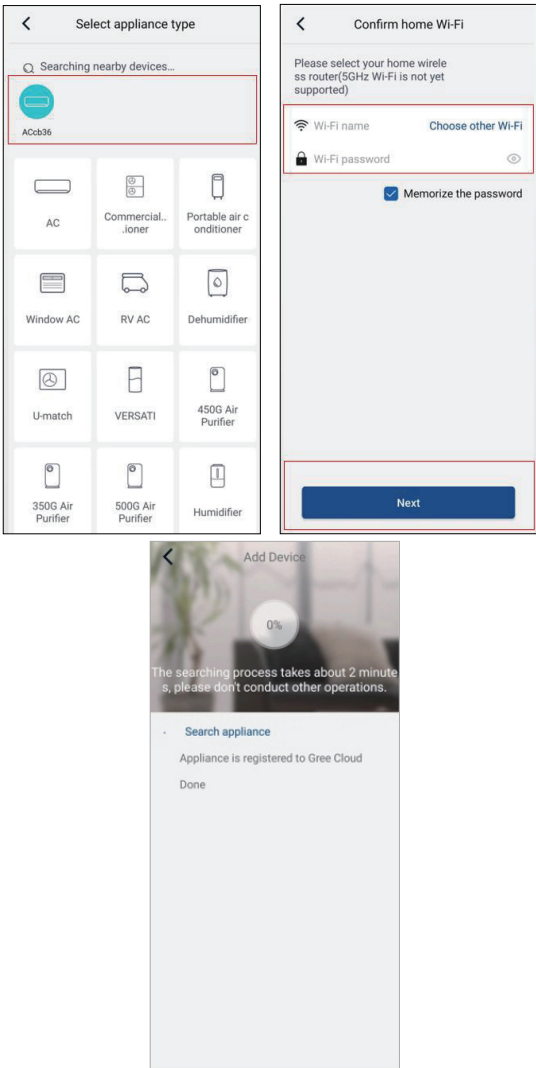 Select appliance type
Searching nearby devices...
ACcb36
AC
Commercial..
.ioner
Portable air c
onditioner
Window AC
RV AC
Dehumidifier
U-match
VERSATI
450G Air
Purifier
350G Air
Purifier
500G Air
Purifier
Humidifier
Confirm home Wi-Fi
Please select your home wirele
ss router(5GHz Wi-Fi is not yet
supported)
Wi-Fi name Choose other Wi-Fi
Wi-Fi password
Memorize the password
Next
Add Device
0%
The searching process takes about 2 minute
s, please don't conduct other operations.
Search appliance
Appliance is registered to Gree Cloud
Done